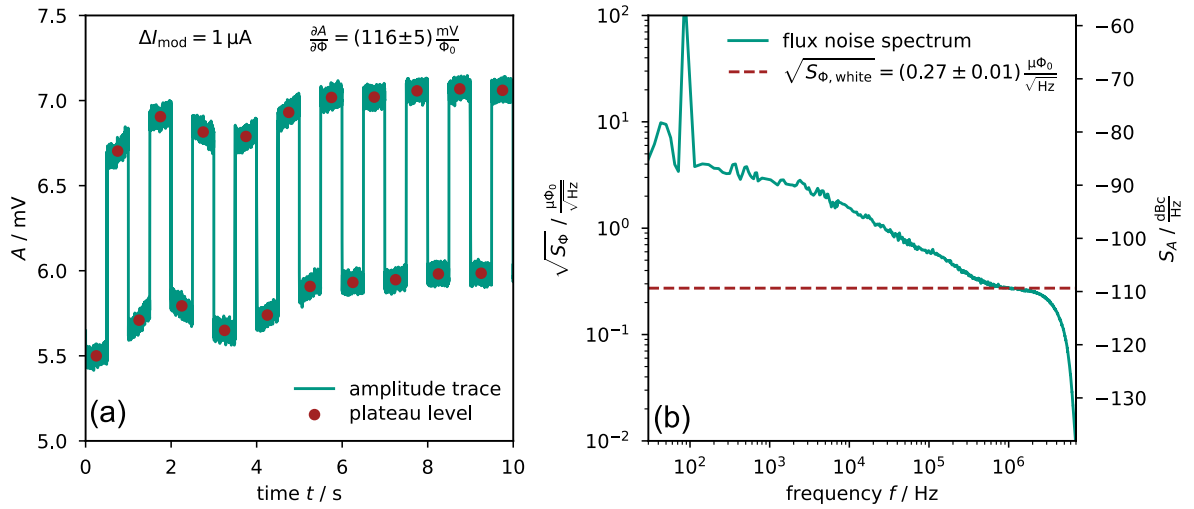 ΔI_mod = 1 μA
∂A/∂Φ = (116±5) mV/Φ₀
7.5
7.0
6.5
6.0
5.5
5.0
A / mV
amplitude trace
plateau level
(a)
0
2
4
6
8
10
time t / s
flux noise spectrum
√S_Φ, white = (0.27 ± 0.01) μΦ₀/√Hz
10²
10¹
10⁰
10⁻¹
10⁻²
√S_Φ / μΦ₀/√Hz
(b)
10²
10³
10⁴
10⁵
10⁶
frequency f / Hz
−60
−70
−80
−90
−100
−110
−120
−130
S_A / dBc/Hz